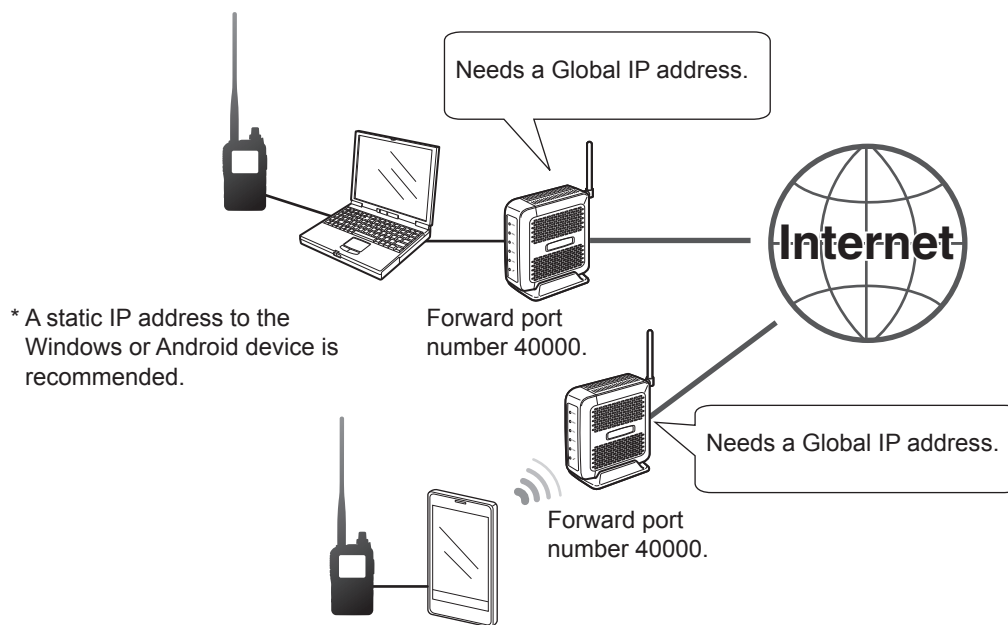 Needs a Global IP address.
Internet
* A static IP address to the
Windows or Android device is
recommended.
Forward port
number 40000.
Needs a Global IP address.
Forward port
number 40000.